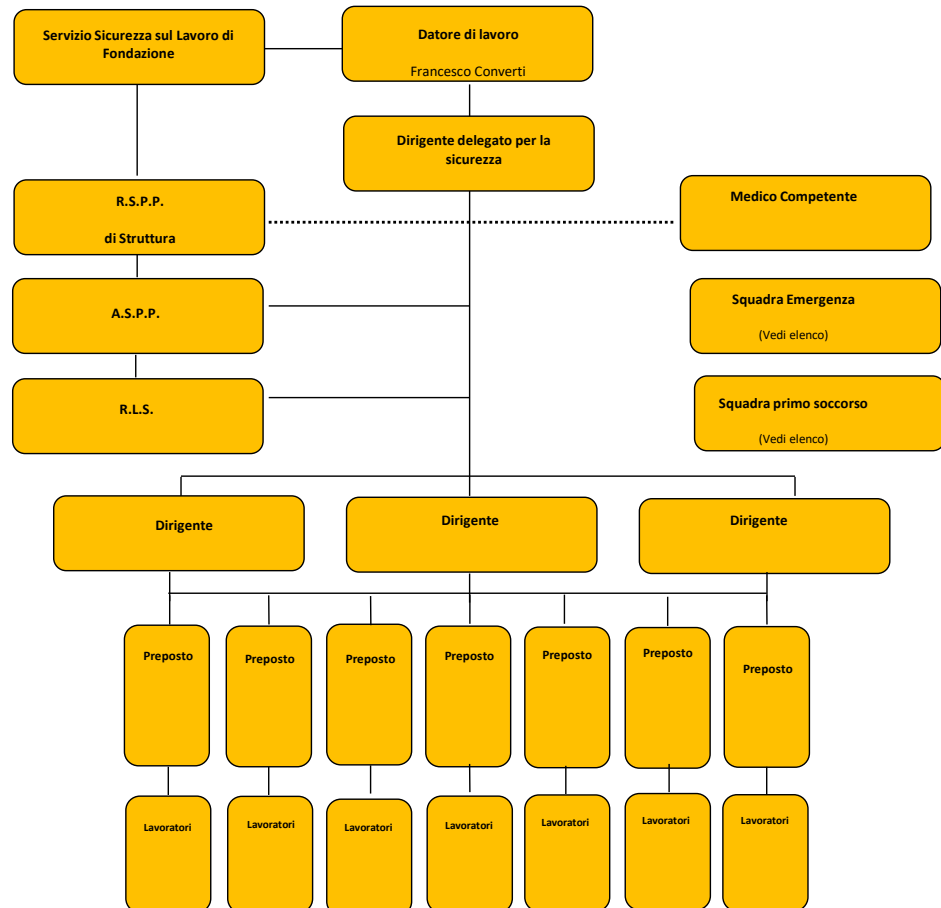 Servizio Sicurezza sul Lavoro di
Fondazione
Datore di lavoro
Francesco Converti
Dirigente delegato per la
sicurezza
R.S.P.P.
di Struttura
Medico Competente
A.S.P.P.
Squadra Emergenza
(Vedi elenco)
R.L.S.
Squadra primo soccorso
(Vedi elenco)
Dirigente
Dirigente
Dirigente
Preposto
Preposto
Preposto
Preposto
Preposto
Preposto
Preposto
Lavoratori
Lavoratori
Lavoratori
Lavoratori
Lavoratori
Lavoratori
Lavoratori